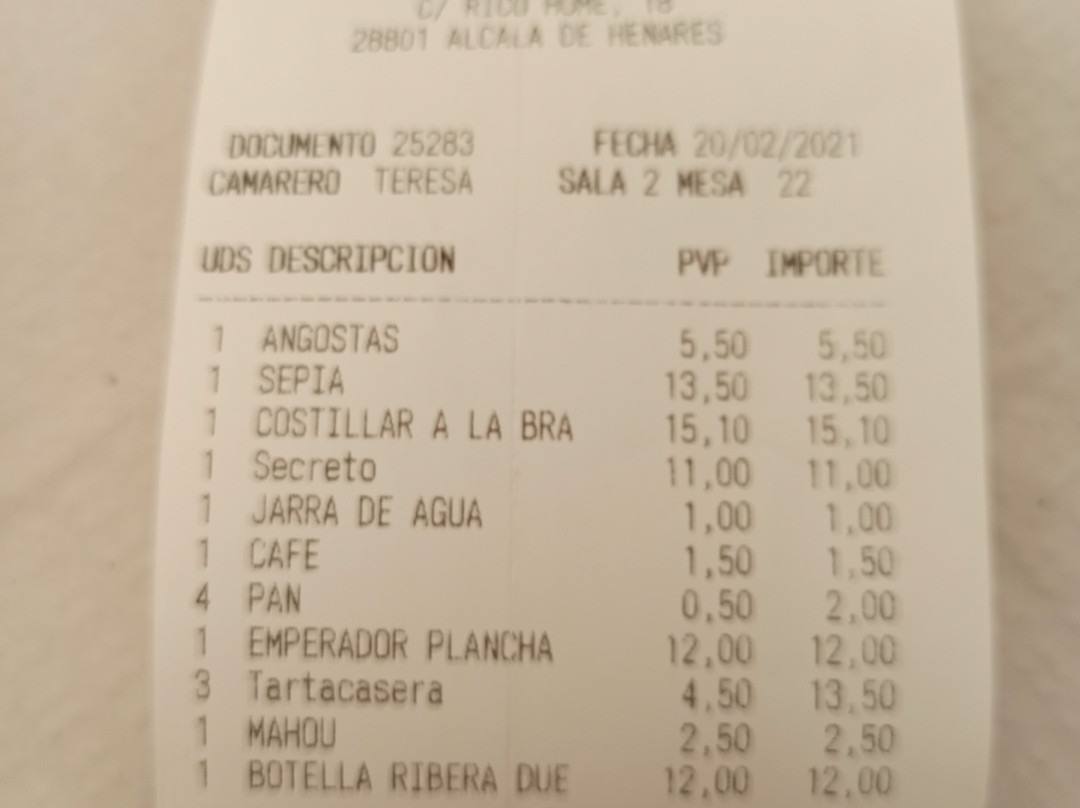 C/ RICO HOME, 18
28801 ALCALA DE HENARES
DOCUMENTO 25283 FECHA 20/02/2021
CAMARERO TERESA SALA 2 MESA 22
UDS DESCRIPCION PVP IMPORTE
1 ANGOSTAS 5,50 5,50
1 SEPIA 13,50 13,50
1 COSTILLAR A LA BRA 15,10 15,10
1 Secreto 11,00 11,00
1 JARRA DE AGUA 1,00 1,00
1 CAFE 1,50 1,50
4 PAN 0,50 2,00
1 EMPERADOR PLANCHA 12,00 12,00
3 Tartacasera 4,50 13,50
1 MAHOU 2,50 2,50
1 BOTELLA RIBERA DUE 12,00 12,00